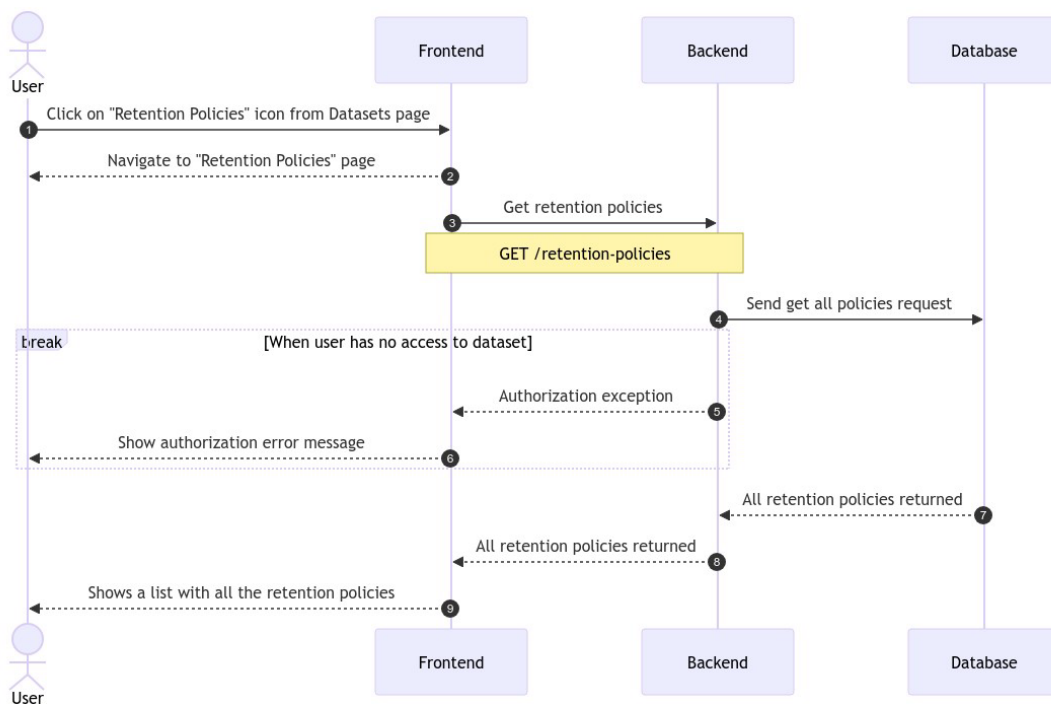 Frontend
Backend
Database
User
Click on "Retention Policies" icon from Datasets page
1
Navigate to "Retention Policies" page
2
Get retention policies
3
GET /retention-policies
Send get all policies request
4
break
[When user has no access to dataset]
Authorization exception
5
Show authorization error message
6
All retention policies returned
7
All retention policies returned
8
Shows a list with all the retention policies
9
Frontend
Backend
Database
User